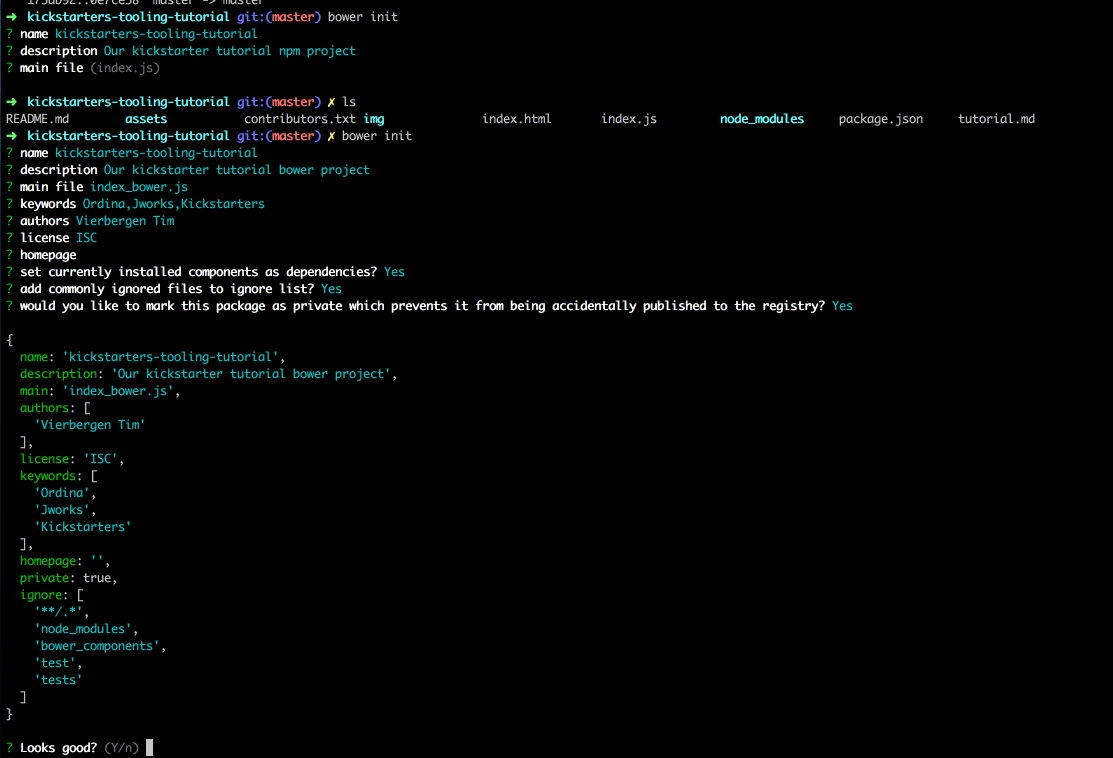 175ab92..0e7ce58  master -> master
➜  kickstarters-tooling-tutorial git:(master) bower init
? name kickstarters-tooling-tutorial
? description Our kickstarter tutorial npm project
? main file (index.js)
➜  kickstarters-tooling-tutorial git:(master) ✗ ls
README.md        assets           contributors.txt img              index.html       index.js         node_modules     package.json     tutorial.md
➜  kickstarters-tooling-tutorial git:(master) ✗ bower init
? name kickstarters-tooling-tutorial
? description Our kickstarter tutorial bower project
? main file index_bower.js
? keywords Ordina,Jworks,Kickstarters
? authors Vierbergen Tim
? license ISC
? homepage
? set currently installed components as dependencies? Yes
? add commonly ignored files to ignore list? Yes
? would you like to mark this package as private which prevents it from being accidentally published to the registry? Yes
{
  name: 'kickstarters-tooling-tutorial',
  description: 'Our kickstarter tutorial bower project',
  main: 'index_bower.js',
  authors: [
    'Vierbergen Tim'
  ],
  license: 'ISC',
  keywords: [
    'Ordina',
    'Jworks',
    'Kickstarters'
  ],
  homepage: '',
  private: true,
  ignore: [
    '**/.*',
    'node_modules',
    'bower_components',
    'test',
    'tests'
  ]
}
? Looks good? (Y/n)